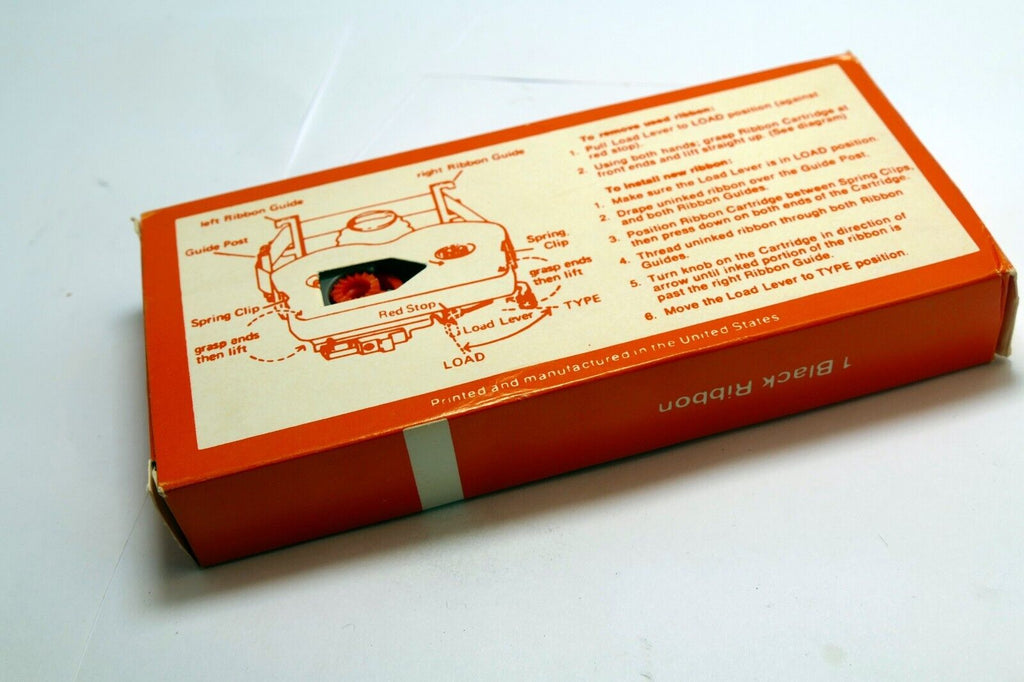 right Ribbon Guide
left Ribbon Guide
Guide Post
Spring
Clip
grasp ends
then lift
TYPE
Spring Clip
Red Stop
Load Lever
grasp ends
then lift
LOAD
To remove used ribbon:
1. Pull Load Lever to LOAD position (against
red stop).
2. Using both hands, grasp Ribbon Cartridge at
front ends and lift straight up. (See diagram)
To install new ribbon:
1. Make sure the Load Lever is in LOAD position.
2. Drape uninked ribbon over the Guide Post,
and both Ribbon Guides.
3. Position Ribbon Cartridge between Spring Clips,
then press down on both ends of the Cartridge.
4. Thread uninked ribbon through both Ribbon
Guides.
5. Turn knob on the Cartridge in direction of
arrow until inked portion of the ribbon is
past the right Ribbon Guide.
6. Move the Load Lever to TYPE position.
Printed and manufactured in the United States
1 Black Ribbon